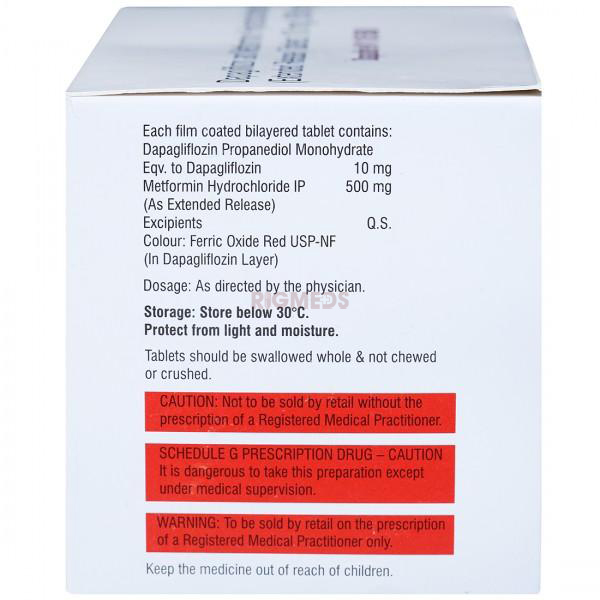 Each film coated bilayered tablet contains:
Dapagliflozin Propanediol Monohydrate
Eqv. to Dapagliflozin 10 mg
Metformin Hydrochloride IP 500 mg
(As Extended Release)
Excipients Q.S.
Colour: Ferric Oxide Red USP-NF
(In Dapagliflozin Layer)
Dosage: As directed by the physician.
RIGMEDS
Storage: Store below 30°C.
Protect from light and moisture.
Tablets should be swallowed whole & not chewed
or crushed.
CAUTION: Not to be sold by retail without the
prescription of a Registered Medical Practitioner.
SCHEDULE G PRESCRIPTION DRUG – CAUTION
It is dangerous to take this preparation except
under medical supervision.
WARNING: To be sold by retail on the prescription
of a Registered Medical Practitioner only.
Keep the medicine out of reach of children.